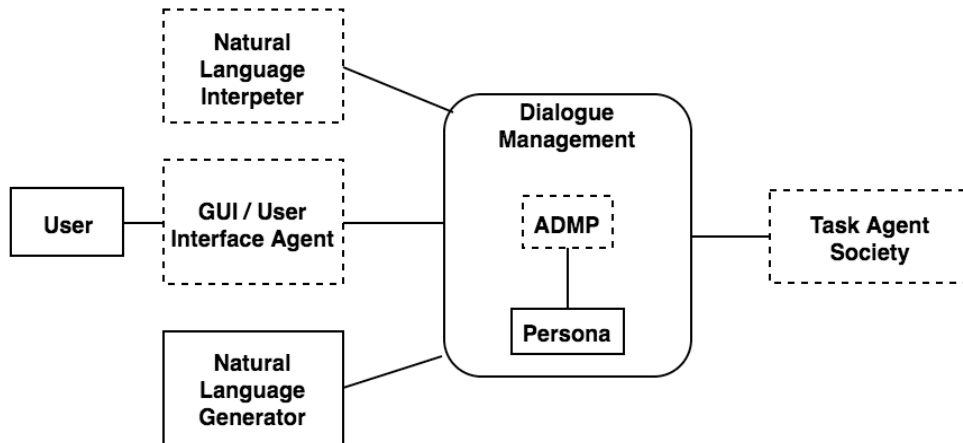 Natural
Language
Interpeter
Dialogue
Management
User
GUI / User
Interface Agent
ADMP
Task Agent
Society
Persona
Natural
Language
Generator